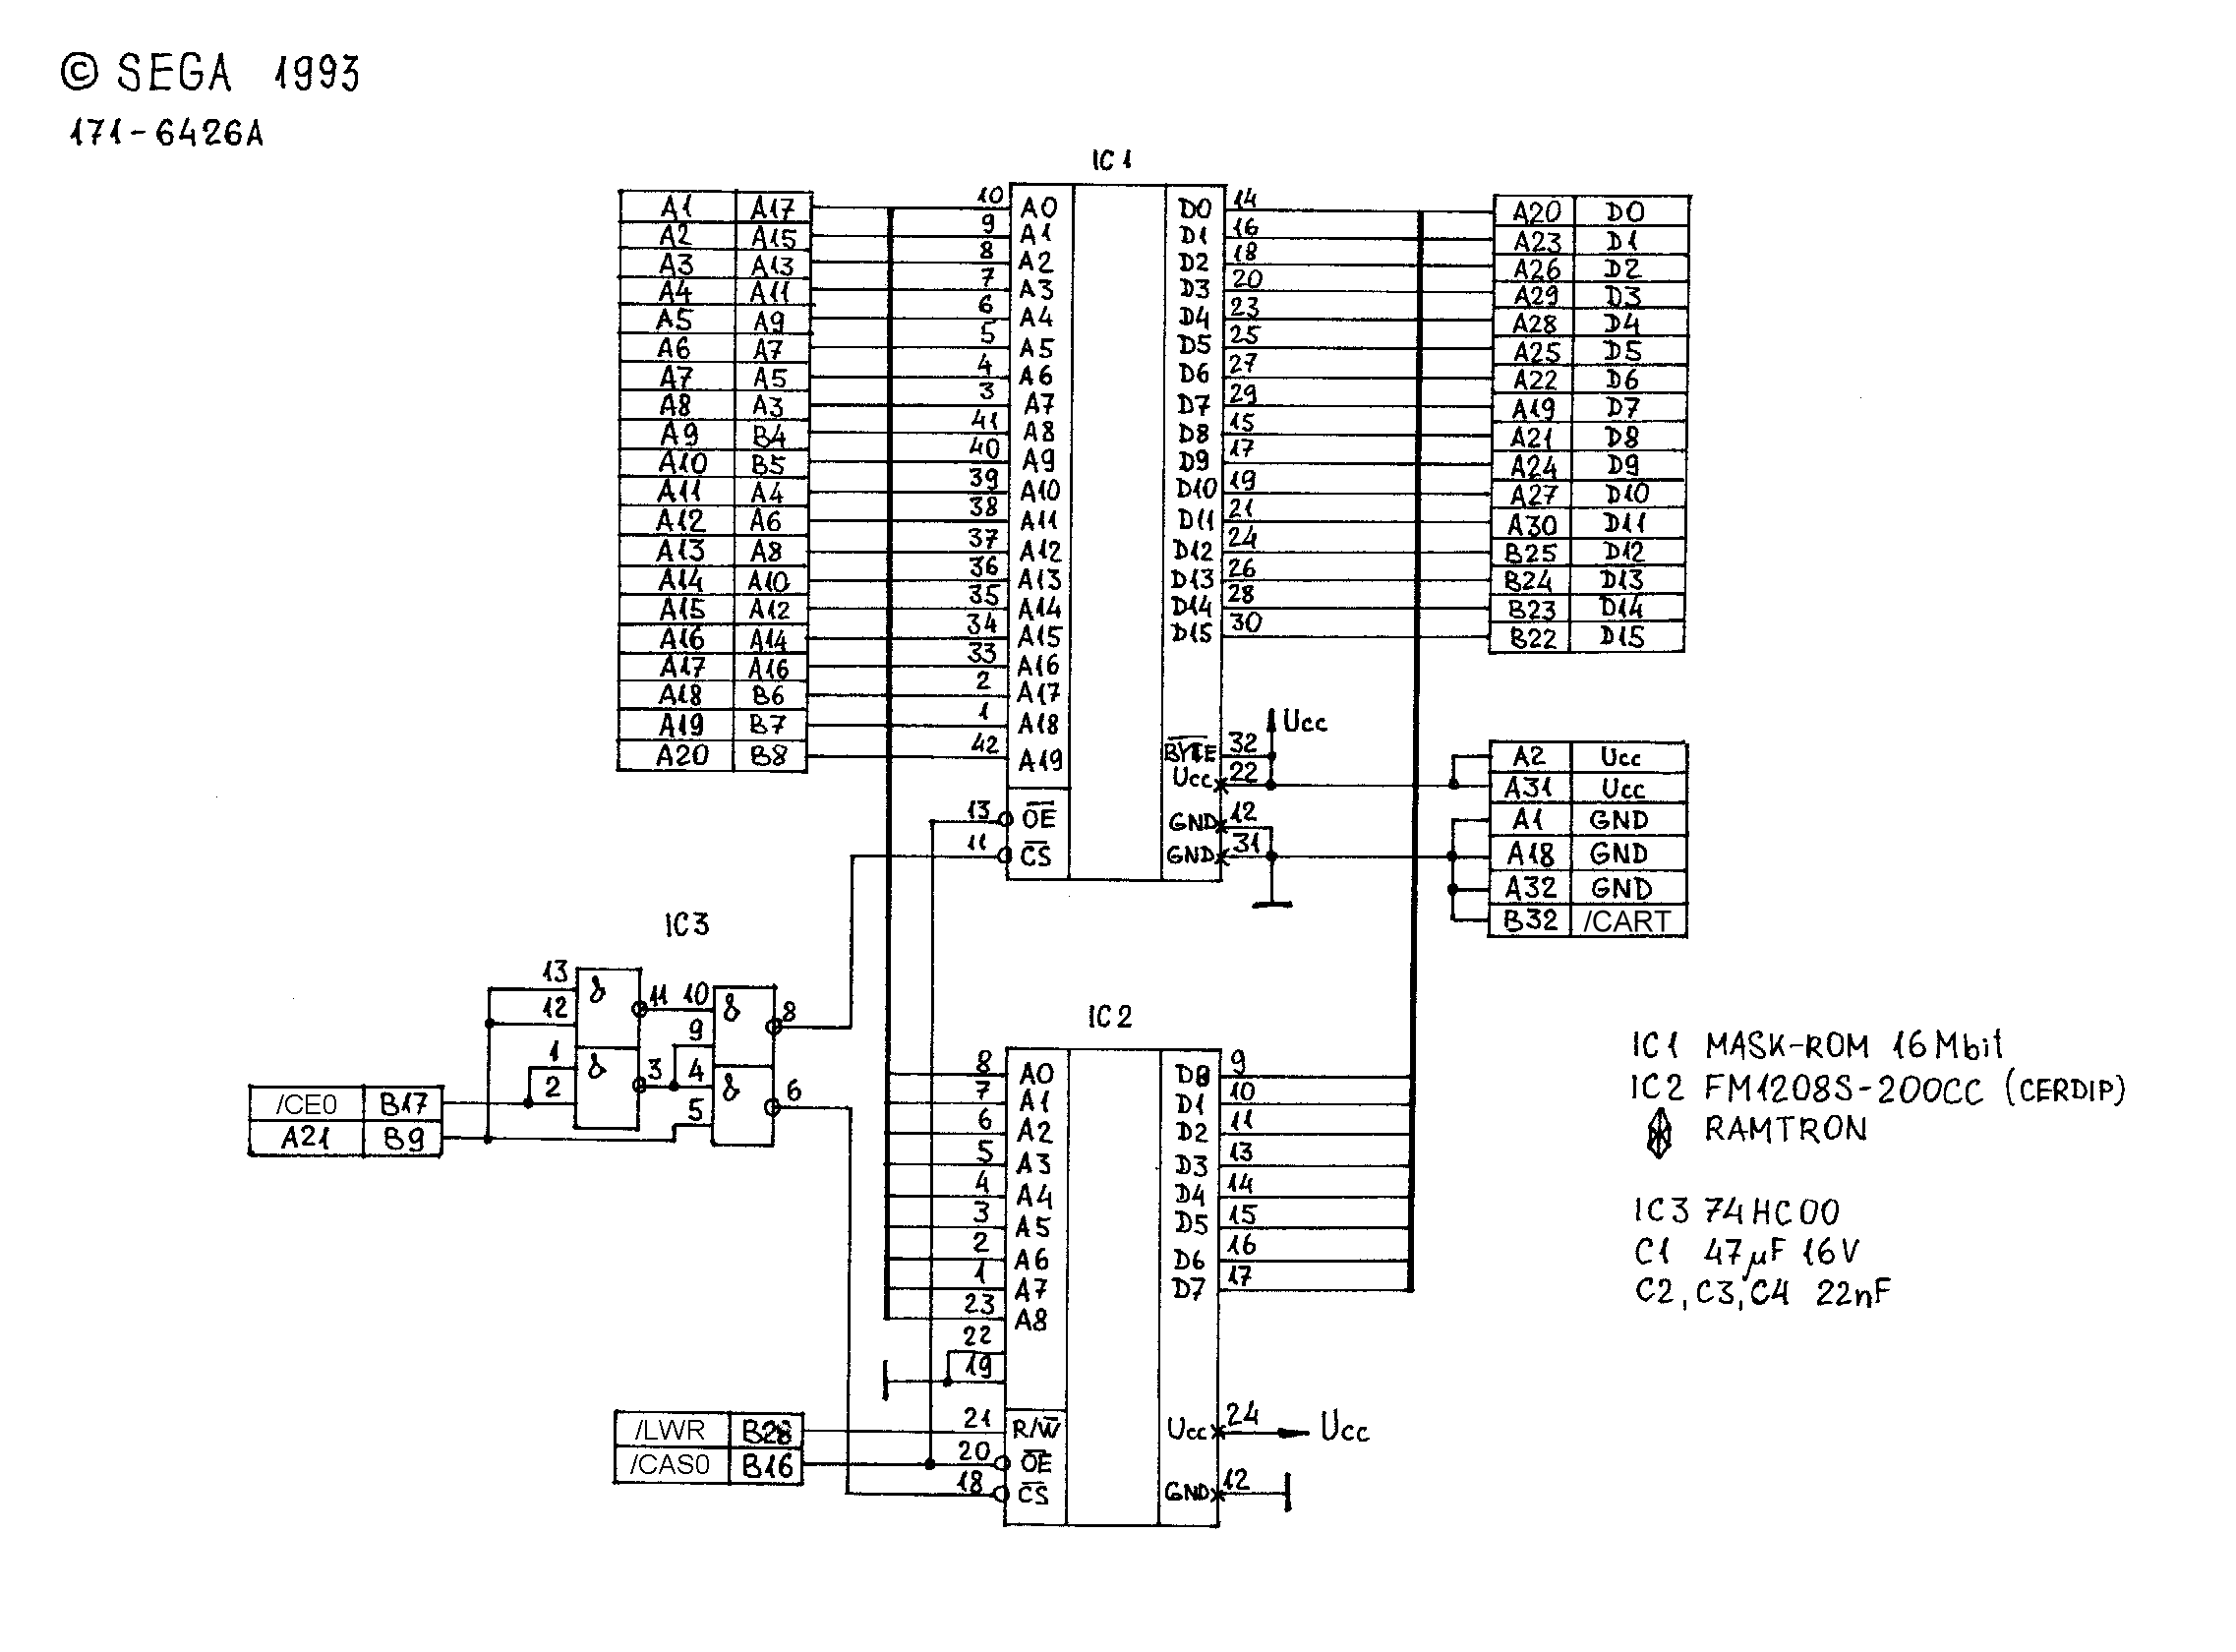 © SEGA 1993
171-6426A
IC1
A1 A17 10 A0 D0 14 A20 D0
A2 A15 9 A1 D1 16 A23 D1
A3 A13 8 A2 D2 18 A26 D2
A4 A11 7 A3 D3 20 A29 D3
A5 A9 6 A4 D4 23 A28 D4
A6 A7 5 A5 D5 25 A25 D5
A7 A5 4 A6 D6 27 A22 D6
A8 A3 3 A7 D7 29 A19 D7
A9 B4 41 A8 D8 15 A21 D8
A10 B5 40 A9 D9 17 A24 D9
A11 A4 39 A10 D10 19 A27 D10
A12 A6 38 A11 D11 21 A30 D11
A13 A8 37 A12 D12 24 B25 D12
A14 A10 36 A13 D13 26 B24 D13
A15 A12 35 A14 D14 28 B23 D14
A16 A14 34 A15 D15 30 B22 D15
A17 A16 33 A16
A18 B6 2 A17
A19 B7 1 A18 Ucc
A20 B8 42 A19 BYTE 32 A2 Ucc
Ucc 22 A31 Ucc
13 OE GND 12 A1 GND
11 CS GND 31 A18 GND
A32 GND
B32 /CART
IC3
13 & 11 10 & 8
12 9
1 & 3 4 & 6
2 5
/CE0 B17
A21 B9
IC2
8 A0 D0 9
7 A1 D1 10
6 A2 D2 11
5 A3 D3 13
4 A4 D4 14
3 A5 D5 15
2 A6 D6 16
1 A7 D7 17
23 A8
22
19
/LWR B28 21 R/W Ucc 24 Ucc
/CAS0 B16 20 OE
18 CS GND 12
IC1 MASK-ROM 16Mbit
IC2 FM1208S-200CC (CERDIP)
RAMTRON
IC3 74HC00
C1 47µF 16V
C2, C3, C4 22nF